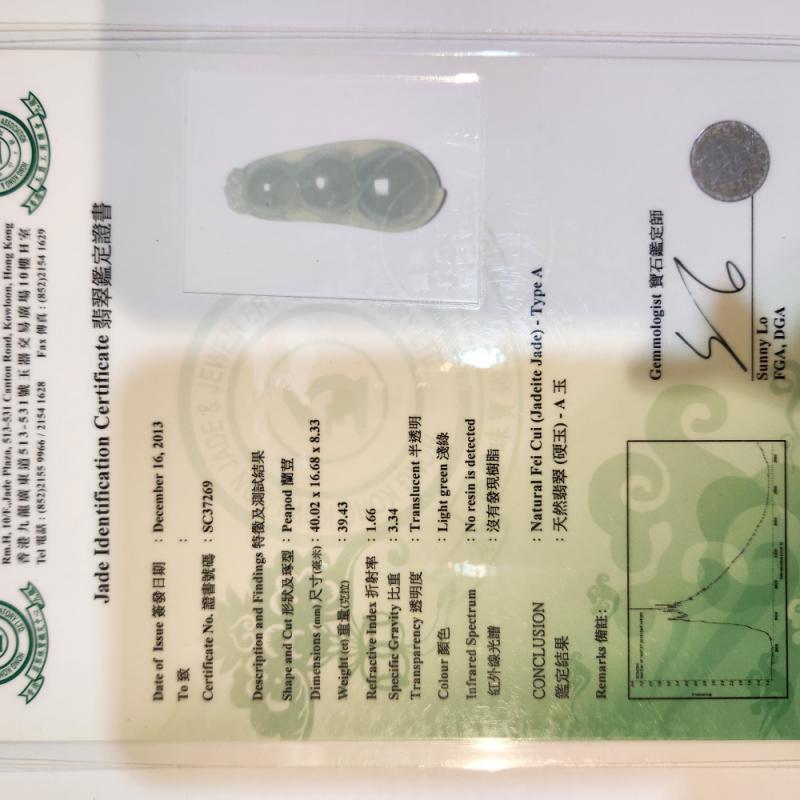 Rm.H, 10/F.,Jade Plaza, 513-531 Canton Road, Kowloon, Hong Kong
香港九龍廣東道513-531號玉器交易廣場10樓H室
Tel 電話 : (852)2155 9966 / 2154 1628 Fax 傳真 : (852)2154 1629
Jade Identification Certificate 翡翠鑑定證書
Date of Issue 簽發日期 : December 16, 2013
To 致 :
Certificate No. 證書號碼 : SC37269
Description and Findings 特徵及測試結果
Shape and Cut 形狀及琢型 : Peapod 蘭荳
Dimensions (mm) 尺寸(毫米) : 40.02 x 16.68 x 8.33
Weight (ct) 重量(克拉) : 39.43
Refractive Index 折射率 : 1.66
Specific Gravity 比重 : 3.34
Transparency 透明度 : Translucent 半透明
Colour 顏色 : Light green 淺綠
Infrared Spectrum : No resin is detected
紅外線光譜 : 沒有發現樹脂
CONCLUSION : Natural Fei Cui (Jadeite Jade) - Type A
鑑定結果 : 天然翡翠 (硬玉) - A 玉
Remarks 備註:
Gemmologist 寶石鑑定師
Sunny Lo
FGA, DGA